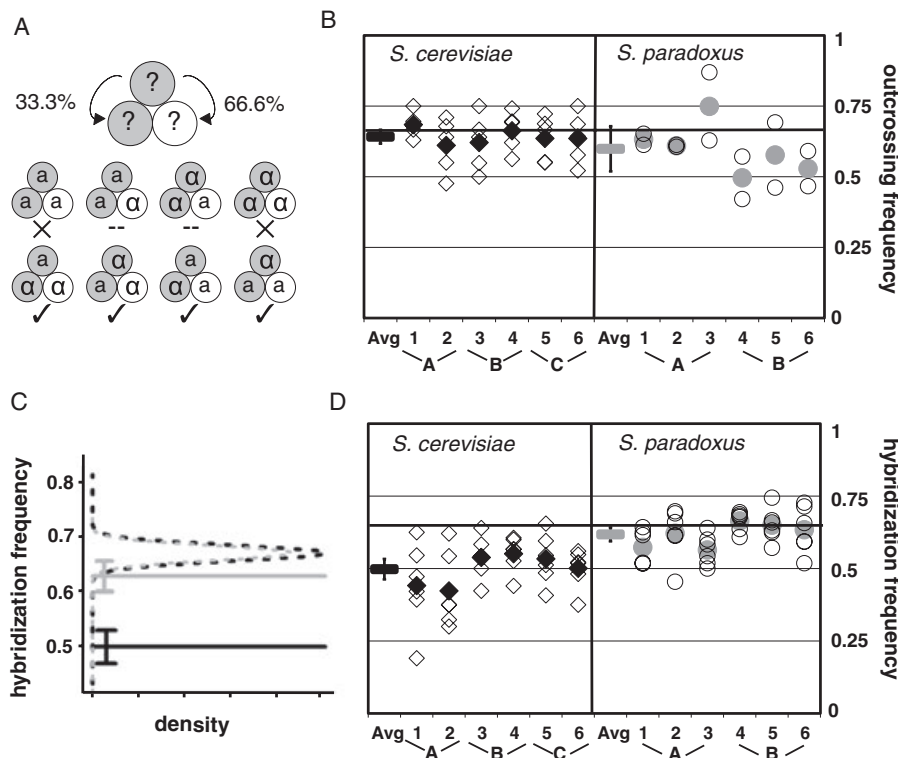 A
?
33.3%
66.6%
? ?
a a α α
a a a α α a α α
× -- -- ×
a α a α
α α a α α a a a
✓ ✓ ✓ ✓
B
S. cerevisiae
S. paradoxus
1
0.75
0.5
0.25
0
outcrossing frequency
Avg 1 2 3 4 5 6 Avg 1 2 3 4 5 6
A B C A B
C
hybridization frequency
0.8
0.7
0.6
0.5
density
D
S. cerevisiae
S. paradoxus
1
0.75
0.5
0.25
0
hybridization frequency
Avg 1 2 3 4 5 6 Avg 1 2 3 4 5 6
A B C A B